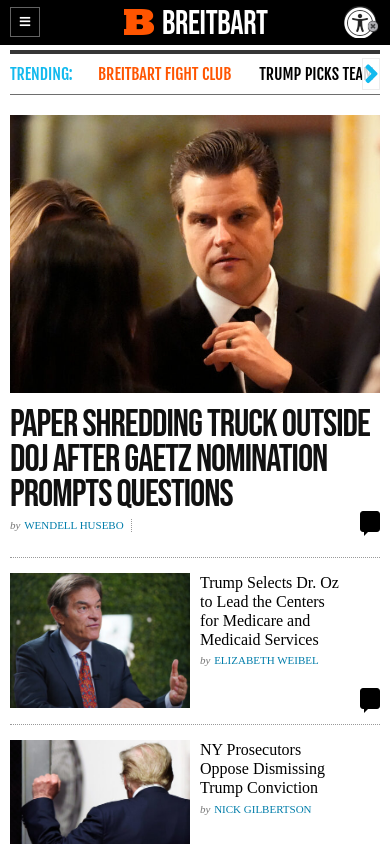 BREITBART
TRENDING: BREITBART FIGHT CLUB TRUMP PICKS TEA
PAPER SHREDDING TRUCK OUTSIDE
DOJ AFTER GAETZ NOMINATION
PROMPTS QUESTIONS
by WENDELL HUSEBO
Trump Selects Dr. Oz
to Lead the Centers
for Medicare and
Medicaid Services
by ELIZABETH WEIBEL
NY Prosecutors
Oppose Dismissing
Trump Conviction
by NICK GILBERTSON